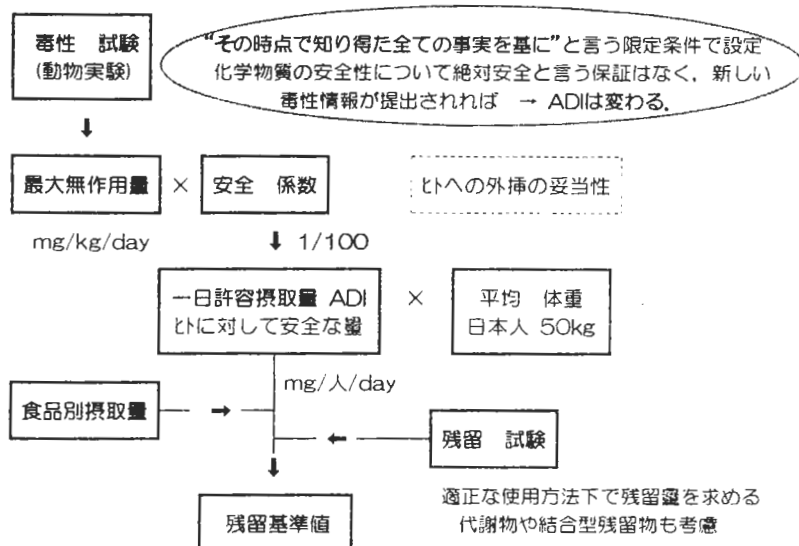 毒性 試験
(動物実験)
“その時点で知り得た全ての事実を基に”と言う限定条件で設定
化学物質の安全性について絶対安全と言う保証はなく，新しい
毒性情報が提出されれば → ADIは変わる．
最大無作用量 × 安全 係数
ﾋﾄへの外挿の妥当性
mg/kg/day
1/100
一日許容摂取量 ADI
ﾋﾄに対して安全な量
×
平均 体重
日本人 50kg
mg/人/day
食品別摂取量
残留 試験
残留基準値
適正な使用方法下で残留量を求める
代謝物や結合型残留物も考慮